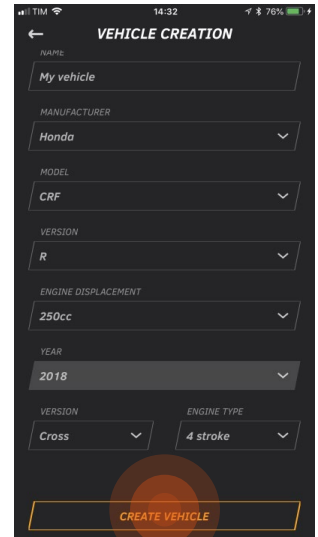 TIM 14:32 76%
VEHICLE CREATION
NAME
My vehicle
MANUFACTURER
Honda
MODEL
CRF
VERSION
R
ENGINE DISPLACEMENT
250cc
YEAR
2018
VERSION ENGINE TYPE
Cross 4 stroke
CREATE VEHICLE